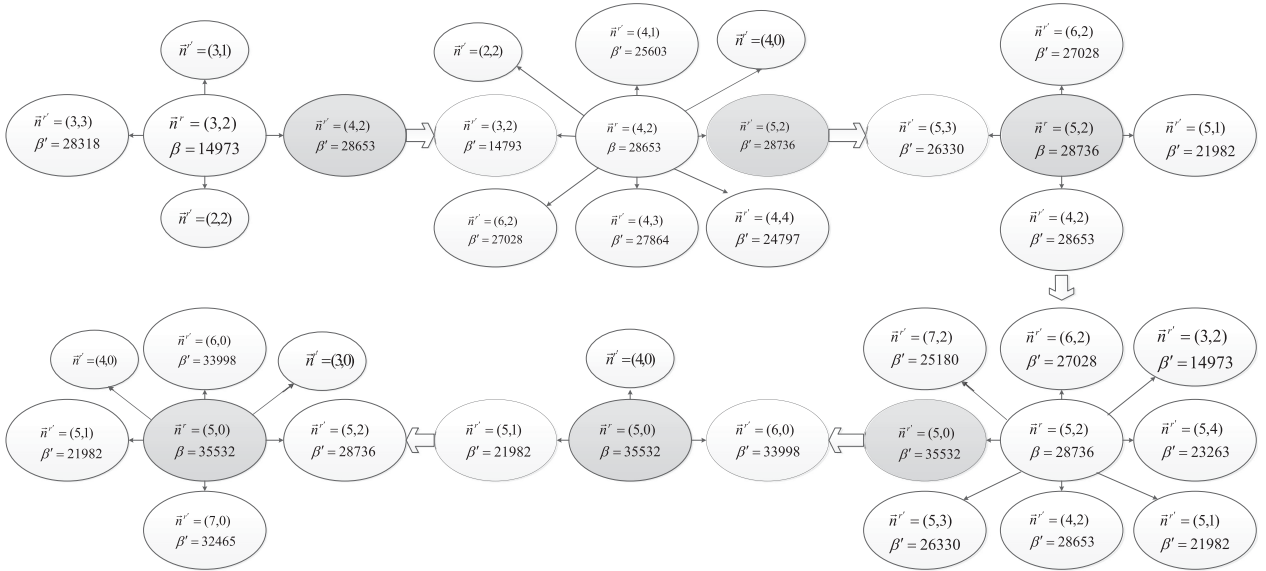 n⃗^{r'} = (3,1)
n⃗^{r'} = (3,3)
β′ = 28318
n⃗^{r} = (3,2)
β = 14973
n⃗^{r'} = (4,2)
β′ = 28653
n⃗^{r'} = (2,2)
n⃗^{r'} = (2,2)
n⃗^{r'} = (4,1)
β′ = 25603
n⃗^{r'} = (4,0)
n⃗^{r'} = (3,2)
β′ = 14793
n⃗^{r} = (4,2)
β = 28653
n⃗^{r'} = (5,2)
β′ = 28736
n⃗^{r'} = (6,2)
β′ = 27028
n⃗^{r'} = (4,3)
β′ = 27864
n⃗^{r'} = (4,4)
β′ = 24797
n⃗^{r'} = (6,2)
β′ = 27028
n⃗^{r'} = (5,3)
β′ = 26330
n⃗^{r} = (5,2)
β = 28736
n⃗^{r'} = (5,1)
β′ = 21982
n⃗^{r'} = (4,2)
β′ = 28653
n⃗^{r'} = (7,2)
β′ = 25180
n⃗^{r'} = (6,2)
β′ = 27028
n⃗^{r'} = (3,2)
β′ = 14973
n⃗^{r'} = (5,0)
β′ = 35532
n⃗^{r} = (5,2)
β = 28736
n⃗^{r'} = (5,4)
β′ = 23263
n⃗^{r'} = (5,3)
β′ = 26330
n⃗^{r'} = (4,2)
β′ = 28653
n⃗^{r'} = (5,1)
β′ = 21982
n⃗^{r'} = (4,0)
n⃗^{r'} = (5,1)
β′ = 21982
n⃗^{r} = (5,0)
β = 35532
n⃗^{r'} = (6,0)
β′ = 33998
n⃗^{r'} = (4,0)
n⃗^{r'} = (6,0)
β′ = 33998
n⃗^{r'} = (3,0)
n⃗^{r'} = (5,1)
β′ = 21982
n⃗^{r} = (5,0)
β = 35532
n⃗^{r'} = (5,2)
β′ = 28736
n⃗^{r'} = (7,0)
β′ = 32465